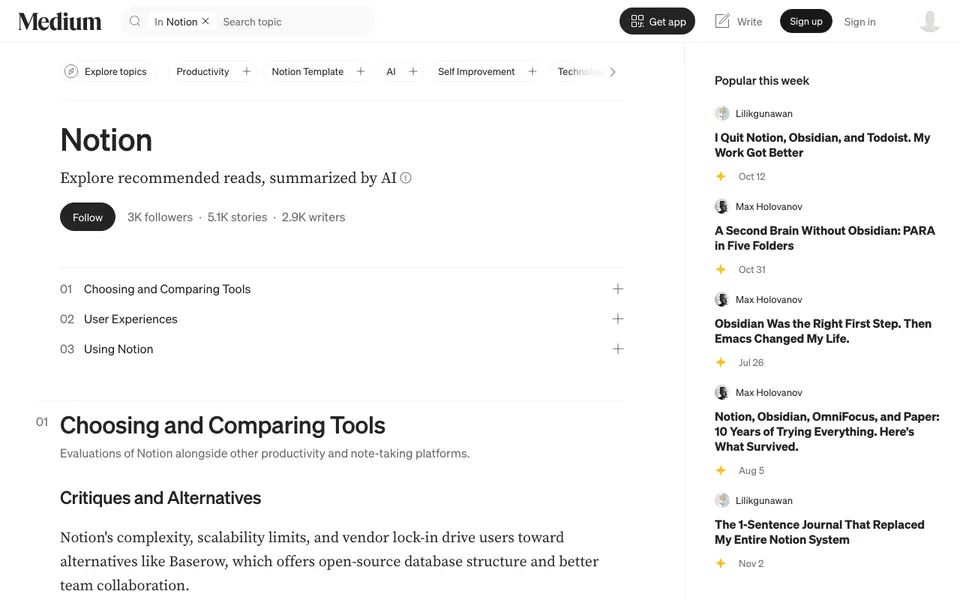 Medium
In Notion
Search topic
Get app
Write
Sign up
Sign in
Explore topics
Productivity
Notion Template
AI
Self Improvement
Notion
Explore recommended reads, summarized by AI
Follow
3K followers · 5.1K stories · 2.9K writers
01 Choosing and Comparing Tools
02 User Experiences
03 Using Notion
01 Choosing and Comparing Tools
Evaluations of Notion alongside other productivity and note-taking platforms.
Critiques and Alternatives
Notion's complexity, scalability limits, and vendor lock-in drive users toward
alternatives like Baserow, which offers open-source database structure and better
team collaboration.
Popular this week
Lilikgunawan
I Quit Notion, Obsidian, and Todoist. My
Work Got Better
Oct 12
Max Holovanov
A Second Brain Without Obsidian: PARA
in Five Folders
Oct 31
Max Holovanov
Obsidian Was the Right First Step. Then
Emacs Changed My Life.
Jul 26
Max Holovanov
Notion, Obsidian, OmniFocus, and Paper:
10 Years of Trying Everything. Here's
What Survived.
Aug 5
Lilikgunawan
The 1-Sentence Journal That Replaced
My Entire Notion System
Nov 2